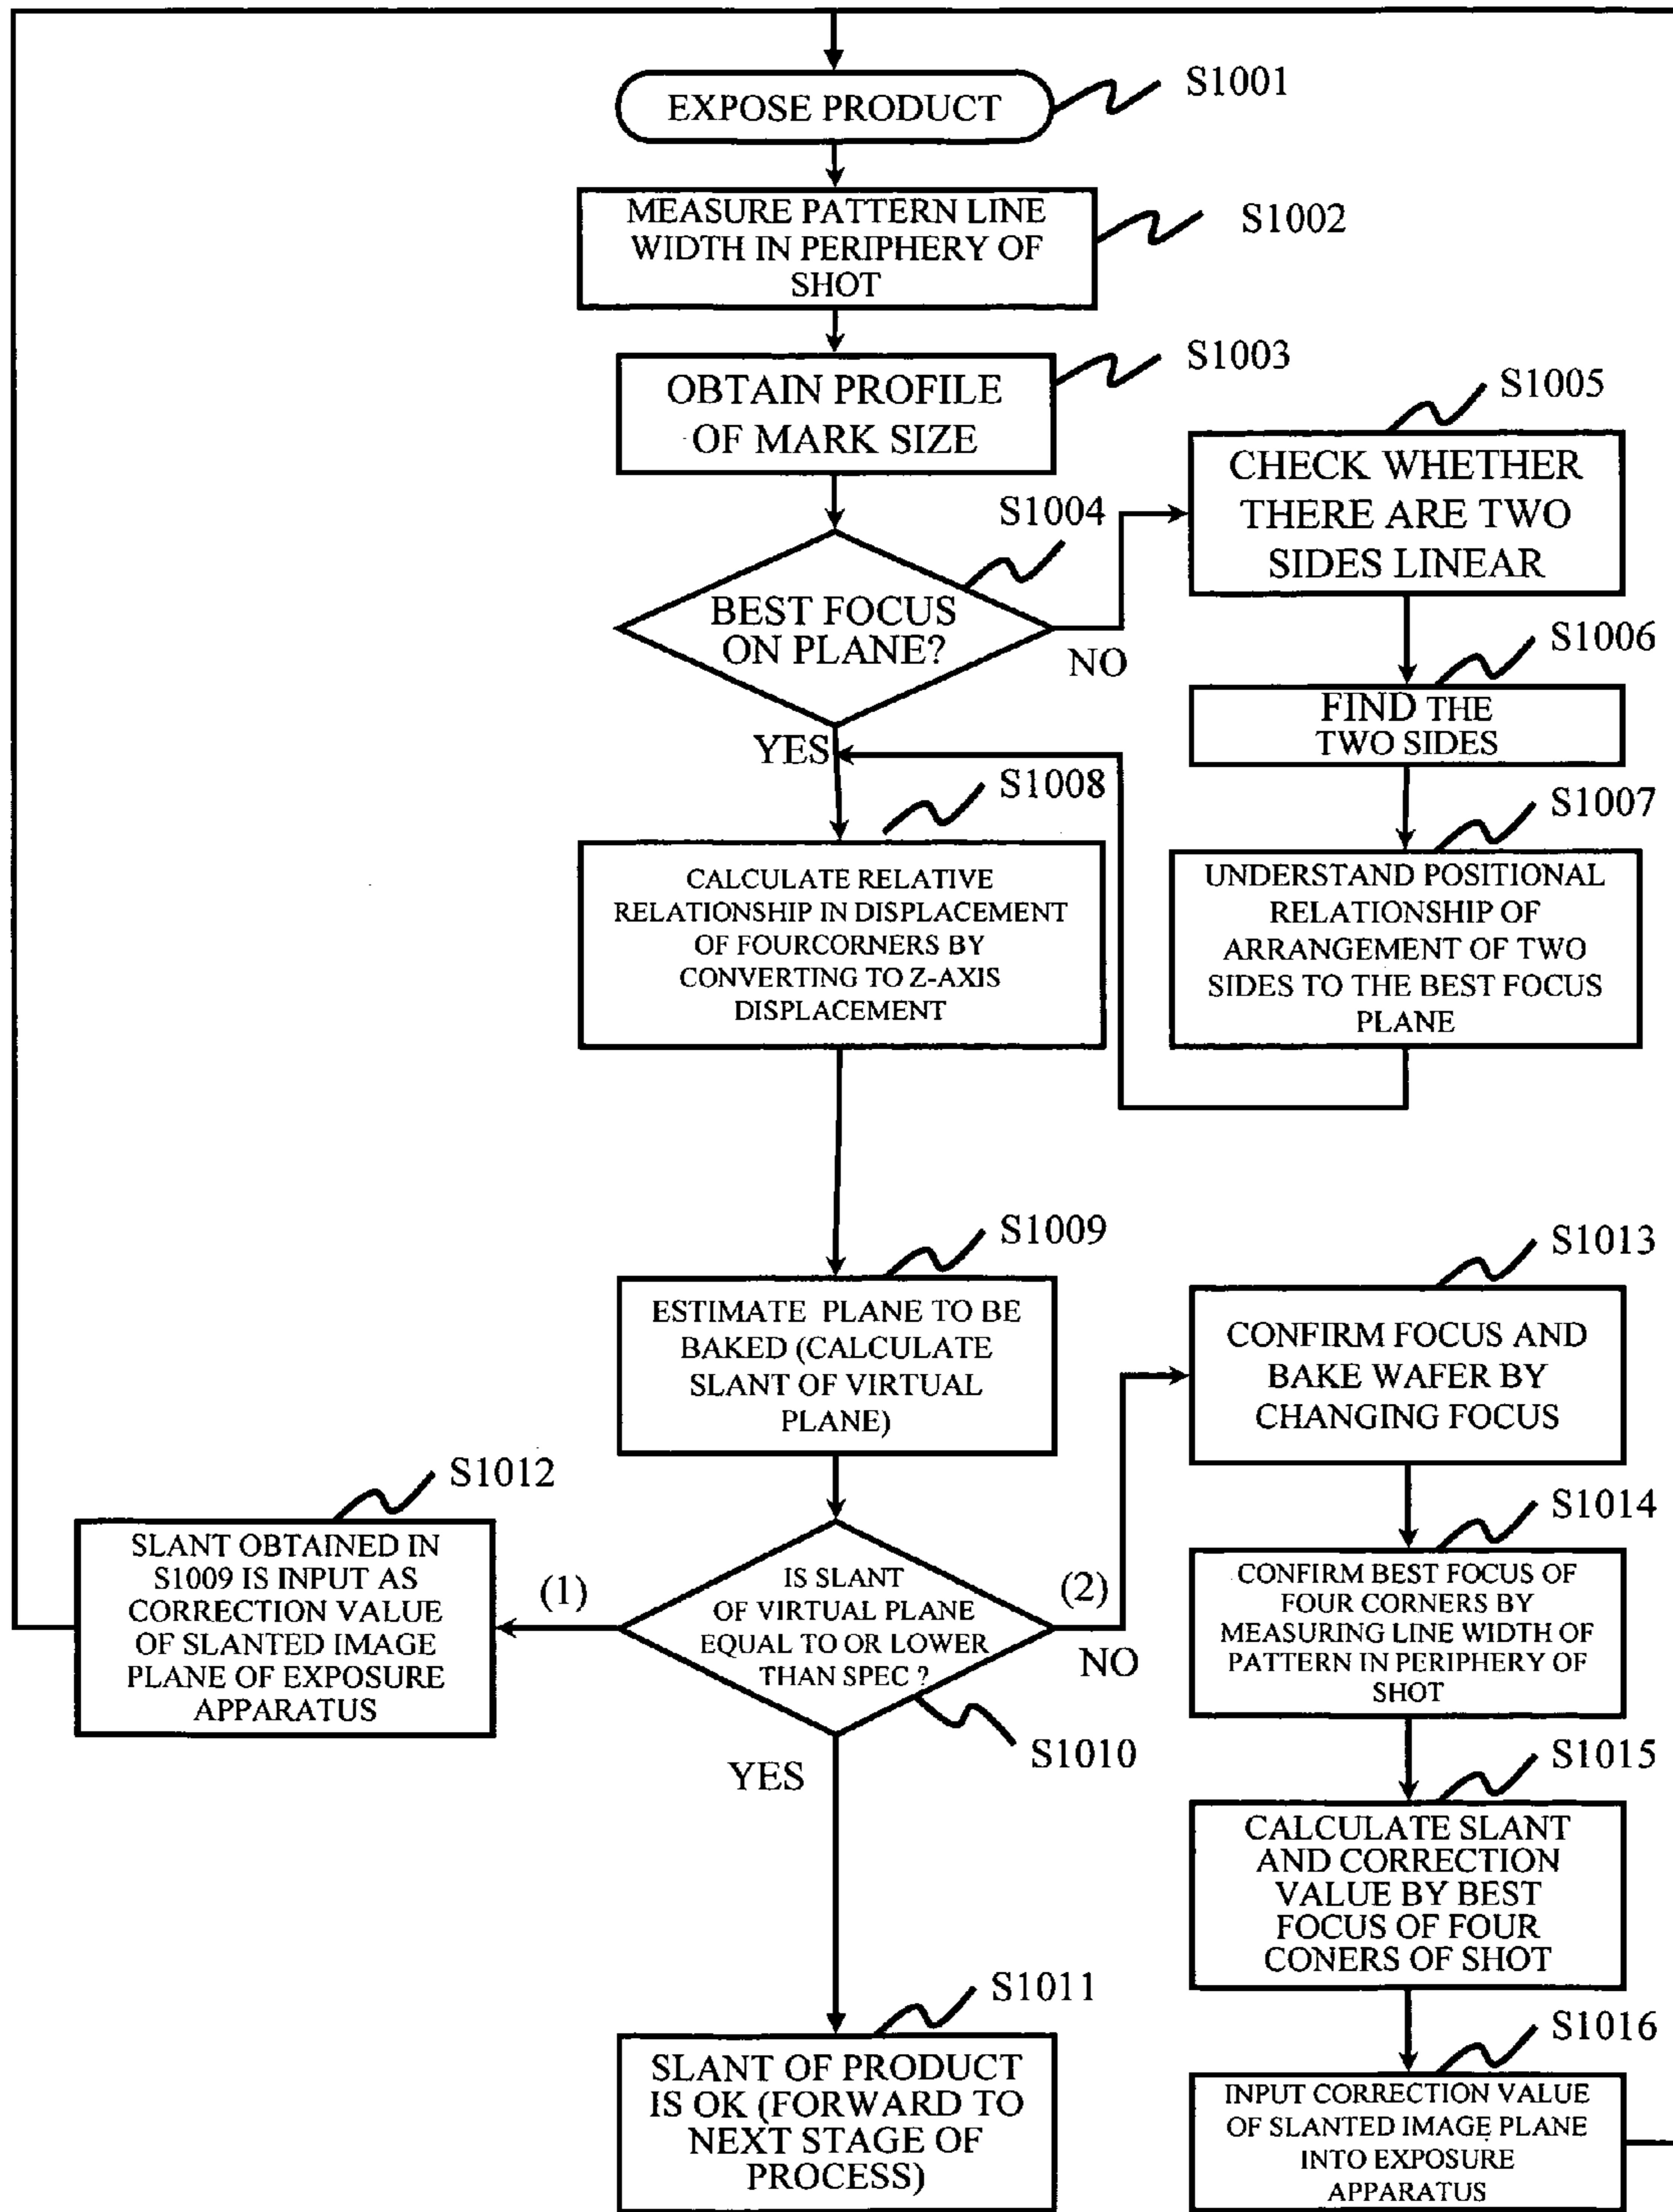 EXPOSE PRODUCT
S1001
MEASURE PATTERN LINE
WIDTH IN PERIPHERY OF
SHOT
S1002
OBTAIN PROFILE
OF MARK SIZE
S1003
BEST FOCUS
ON PLANE?
S1004
NO
YES
CHECK WHETHER
THERE ARE TWO
SIDES LINEAR
S1005
FIND THE
TWO SIDES
S1006
UNDERSTAND POSITIONAL
RELATIONSHIP OF
ARRANGEMENT OF TWO
SIDES TO THE BEST FOCUS
PLANE
S1007
CALCULATE RELATIVE
RELATIONSHIP IN DISPLACEMENT
OF FOURCORNERS BY
CONVERTING TO Z-AXIS
DISPLACEMENT
S1008
ESTIMATE PLANE TO BE
BAKED (CALCULATE
SLANT OF VIRTUAL
PLANE)
S1009
IS SLANT
OF VIRTUAL PLANE
EQUAL TO OR LOWER
THAN SPEC ?
S1010
(1)
(2)
NO
YES
SLANT OF PRODUCT
IS OK (FORWARD TO
NEXT STAGE OF
PROCESS)
S1011
SLANT OBTAINED IN
S1009 IS INPUT AS
CORRECTION VALUE
OF SLANTED IMAGE
PLANE OF EXPOSURE
APPARATUS
S1012
CONFIRM FOCUS AND
BAKE WAFER BY
CHANGING FOCUS
S1013
CONFIRM BEST FOCUS OF
FOUR CORNERS BY
MEASURING LINE WIDTH OF
PATTERN IN PERIPHERY OF
SHOT
S1014
CALCULATE SLANT
AND CORRECTION
VALUE BY BEST
FOCUS OF FOUR
CONERS OF SHOT
S1015
INPUT CORRECTION VALUE
OF SLANTED IMAGE PLANE
INTO EXPOSURE
APPARATUS
S1016